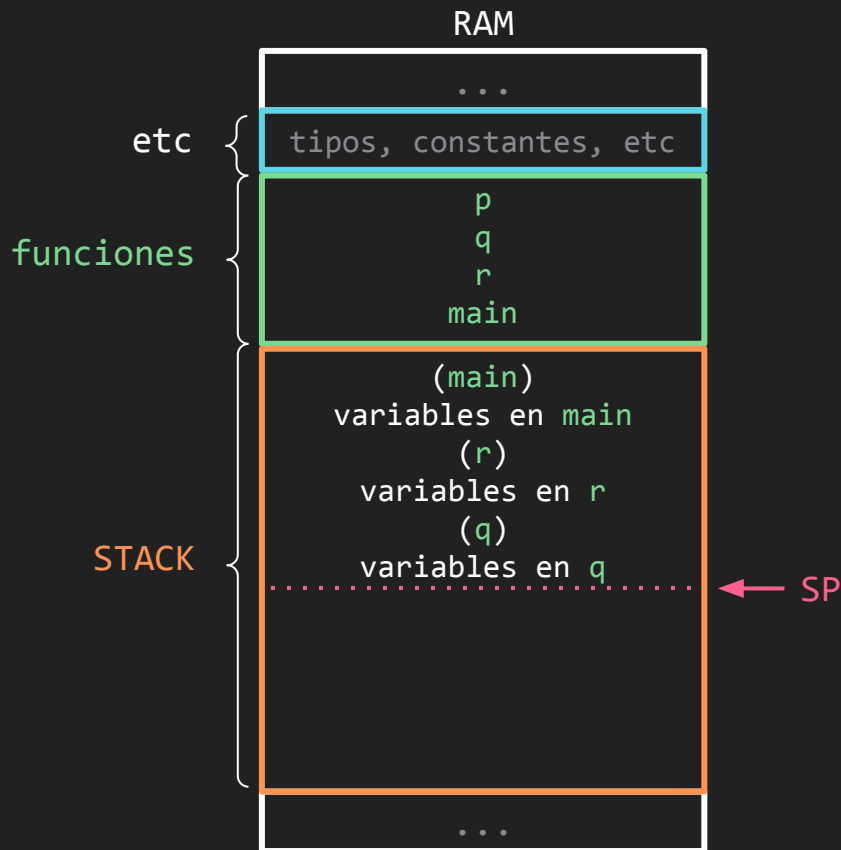 RAM
...
etc
tipos, constantes, etc
funciones
p
q
r
main
STACK
(main)
variables en main
(r)
variables en r
(q)
variables en q
SP
...